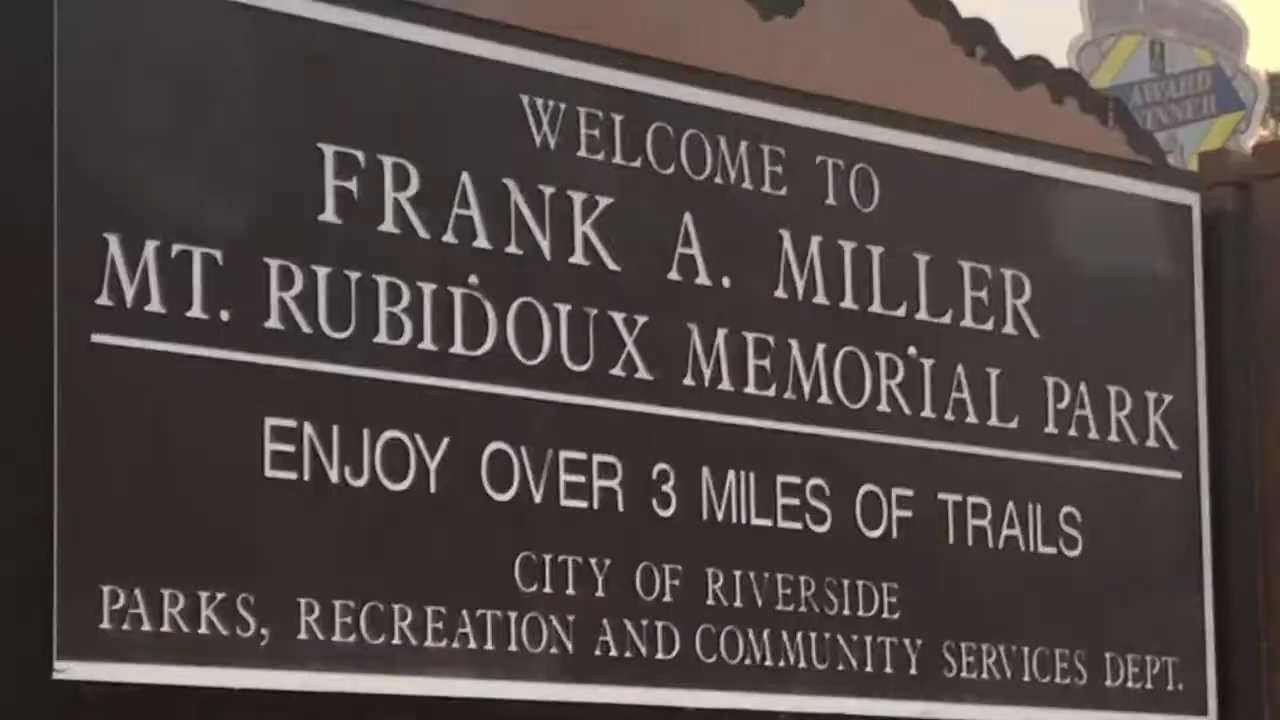 WELCOME TO
FRANK A. MILLER
MT. RUBIDOUX MEMORIAL PARK
ENJOY OVER 3 MILES OF TRAILS
CITY OF RIVERSIDE
PARKS, RECREATION AND COMMUNITY SERVICES DEPT.
AWARD
WINNER